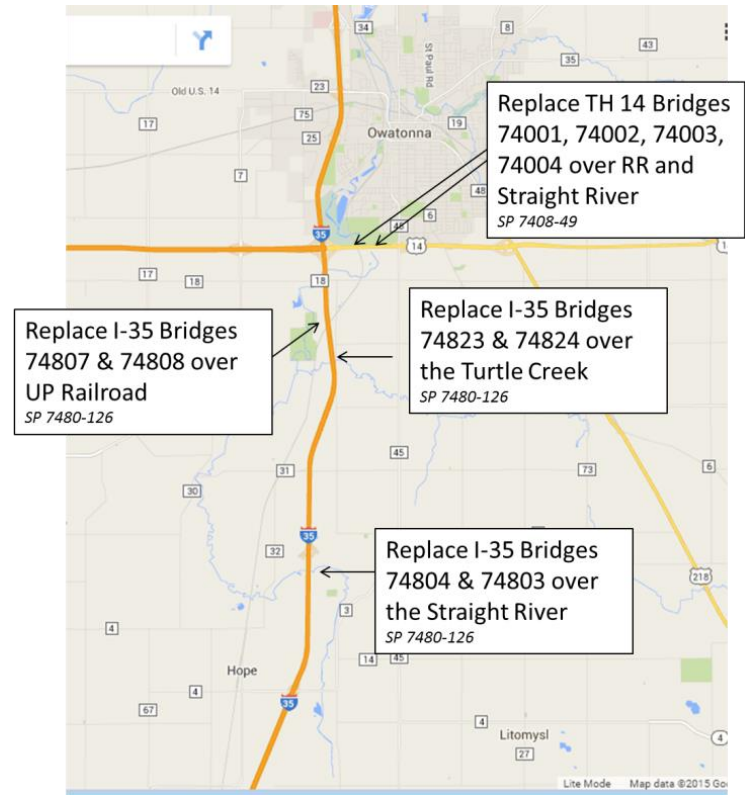 34
8
43
St Paul Rd
35
23
Old U.S. 14
75
17
Owatonna
19
25
7
48
6
45
Replace TH 14 Bridges
74001, 74002, 74003,
74004 over RR and
Straight River
SP 7408-49
35
14
17
18
18
Replace I-35 Bridges
74807 & 74808 over
UP Railroad
SP 7480-126
Replace I-35 Bridges
74823 & 74824 over
the Turtle Creek
SP 7480-126
45
31
73
6
30
35
32
Replace I-35 Bridges
74804 & 74803 over
the Straight River
SP 7480-126
218
3
4
14
45
Hope
4
67
35
4
4
Litomysl
27
Lite Mode Map data ©2015 Goo